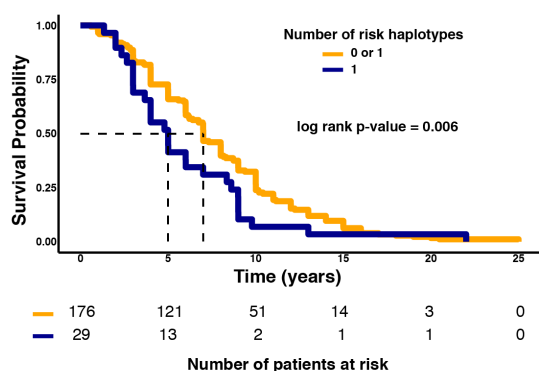 Number of risk haplotypes
0 or 1
1
log rank p-value = 0.006
Survival Probability
1.00
0.75
0.50
0.25
0.00
0 5 10 15 20 25
Time (years)
176 121 51 14 3 0
29 13 2 1 1 0
Number of patients at risk